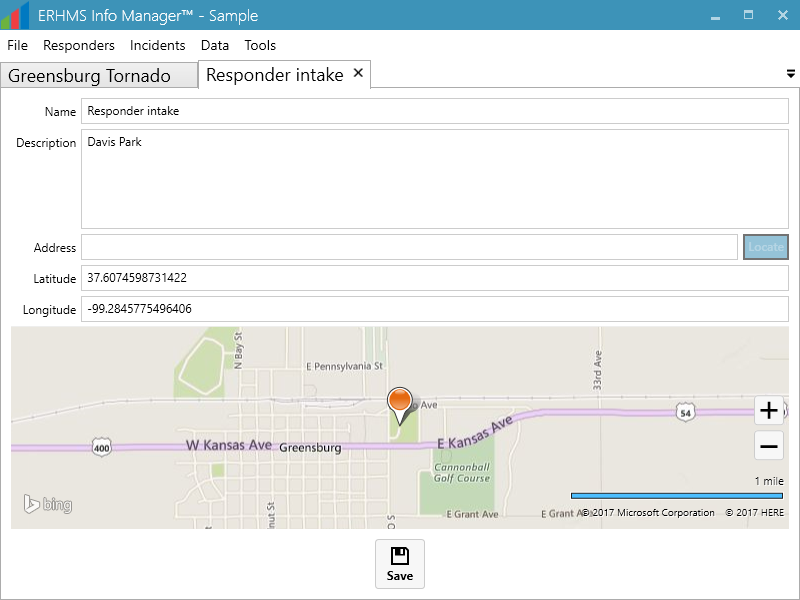 ERHMS Info Manager™ - Sample
File Responders Incidents Data Tools
Greensburg Tornado
Responder intake
Name
Responder intake
Description
Davis Park
Address
Locate
Latitude
37.6074598731422
Longitude
-99.2845775496406
N Bay St
E Pennsylvania St
33rd Ave
Ave
54
400
W Kansas Ave
Greensburg
E Kansas Ave
Cannonball
Golf Course
1 mile
bing
nut St
E Grant Ave
E Grant Ave
© 2017 Microsoft Corporation © 2017 HERE
Save